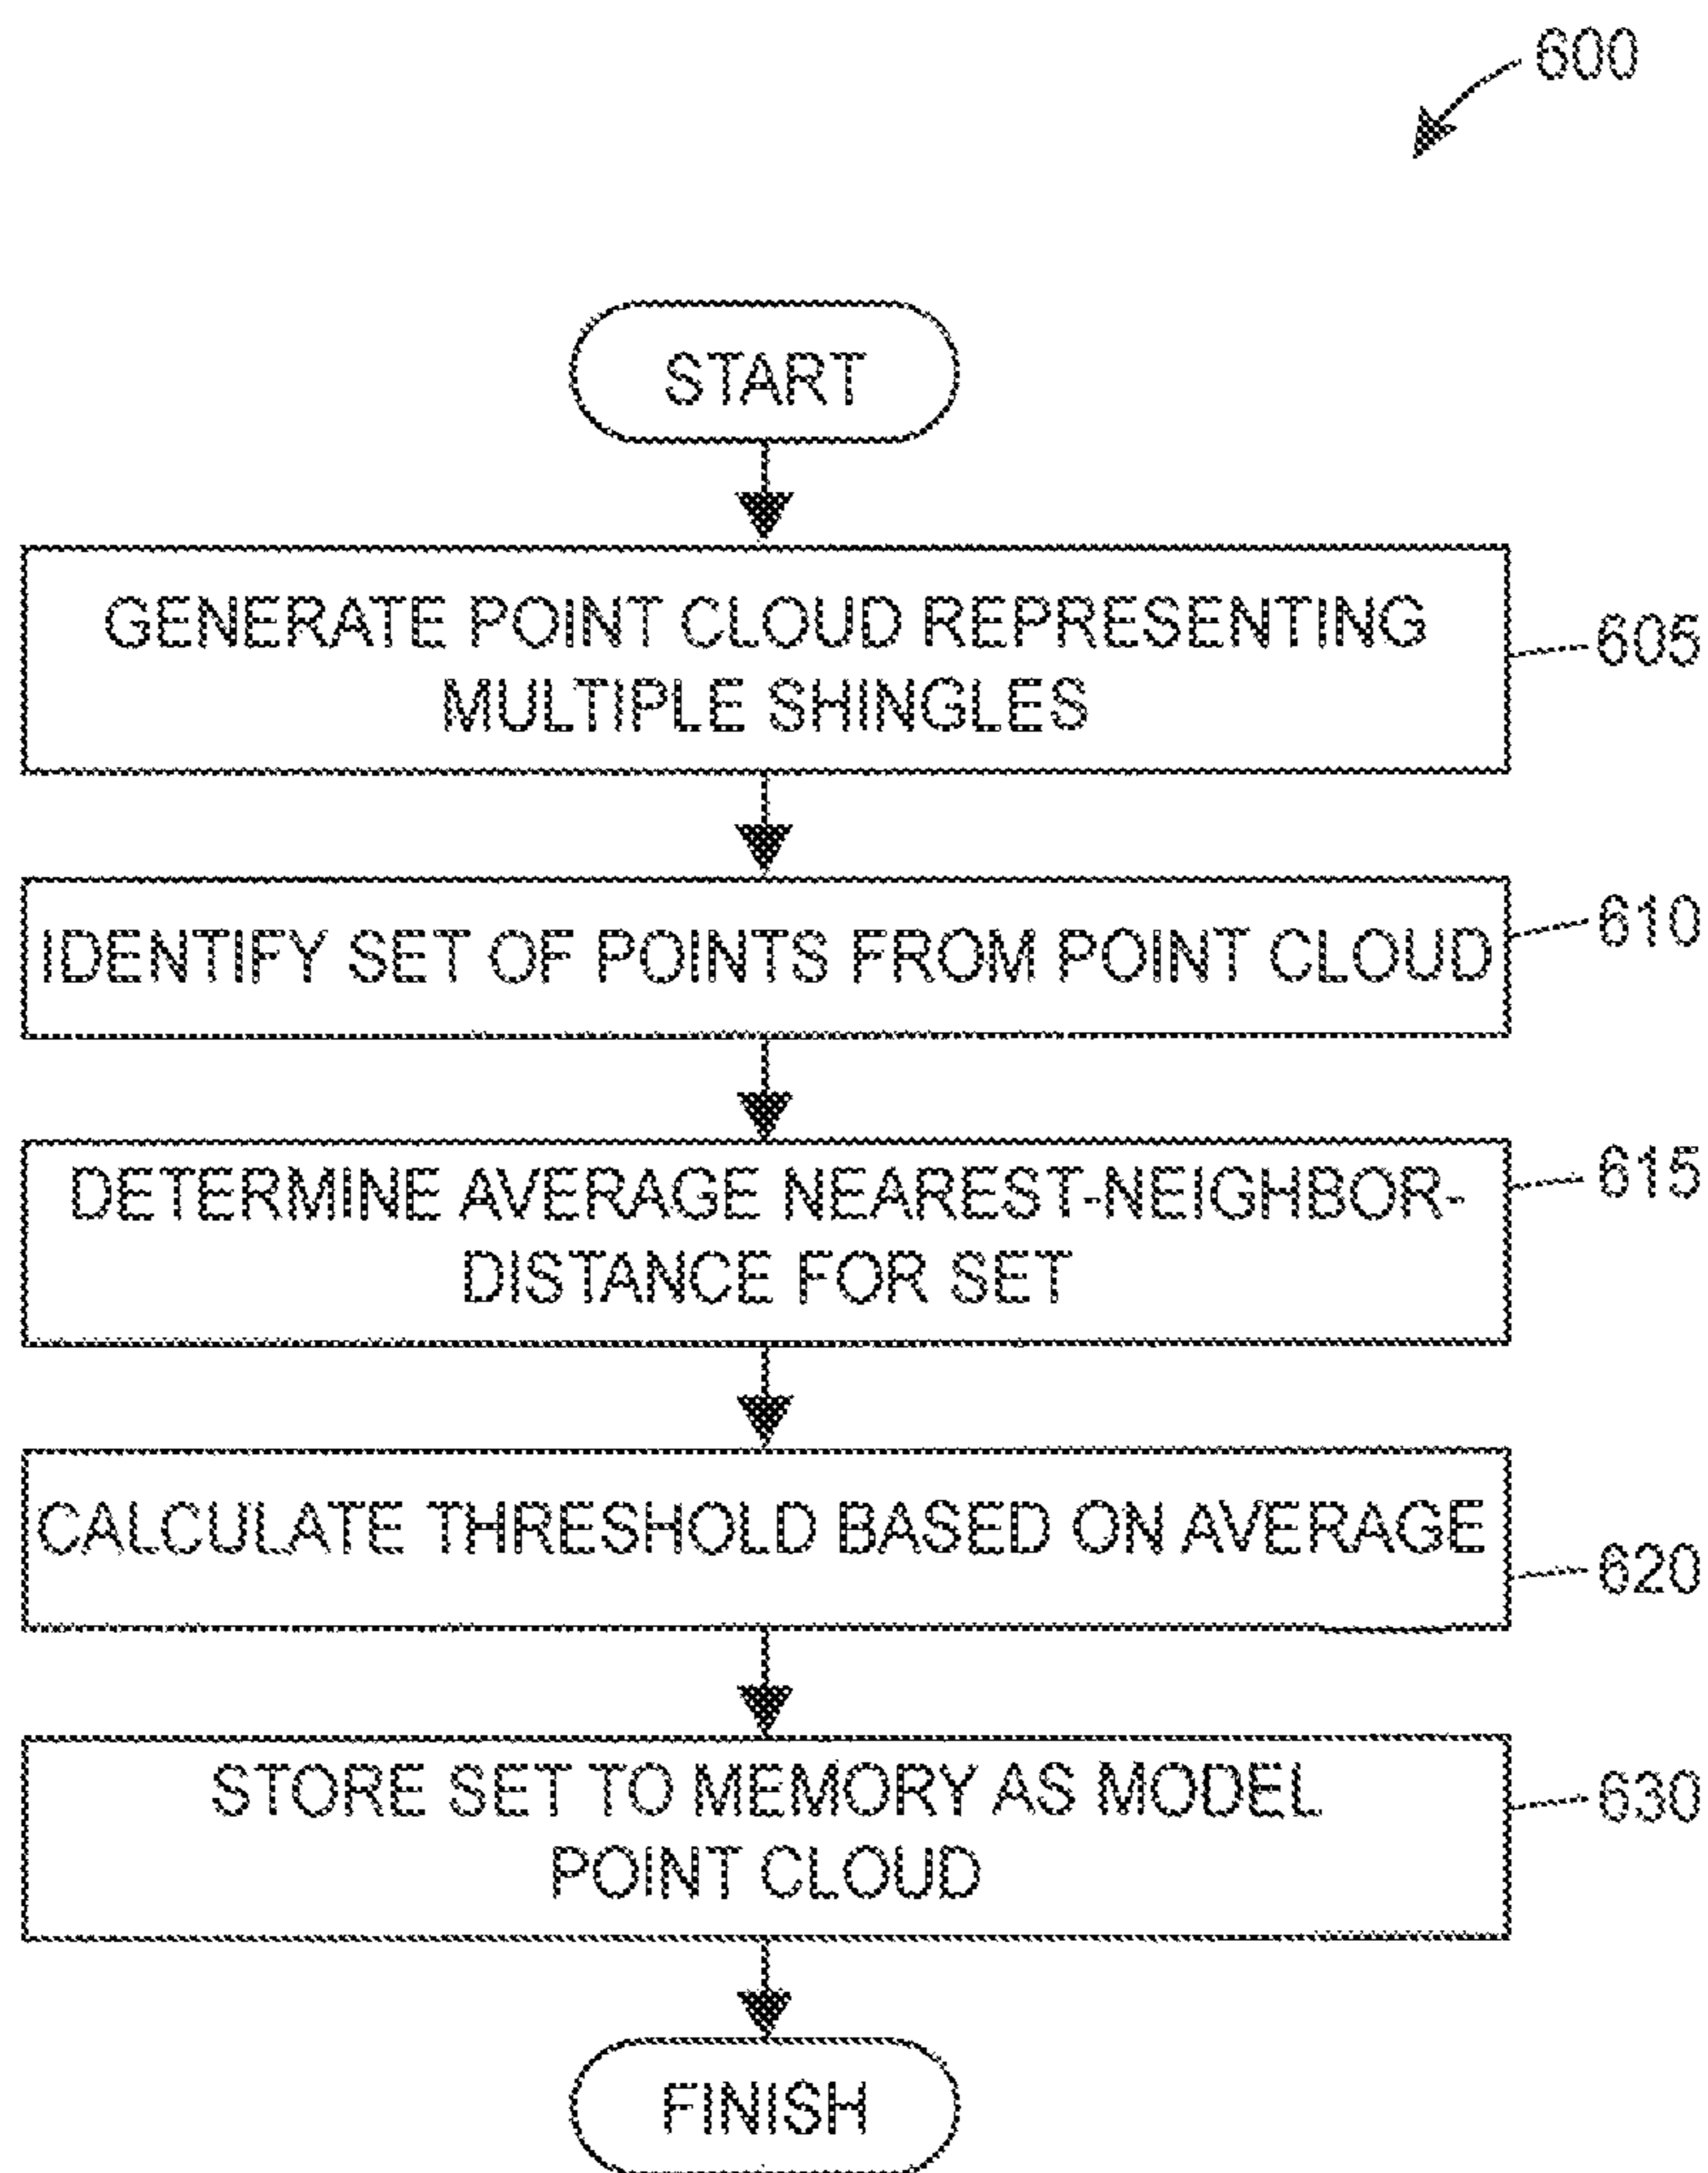 600
START
GENERATE POINT CLOUD REPRESENTING
MULTIPLE SHINGLES
605
IDENTIFY SET OF POINTS FROM POINT CLOUD
610
DETERMINE AVERAGE NEAREST-NEIGHBOR-
DISTANCE FOR SET
615
CALCULATE THRESHOLD BASED ON AVERAGE
620
STORE SET TO MEMORY AS MODEL
POINT CLOUD
630
FINISH